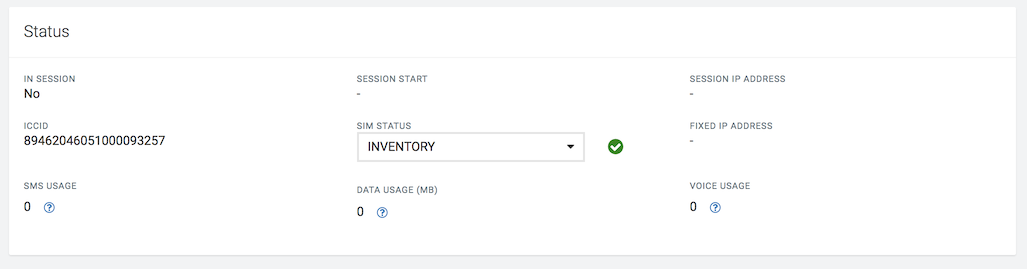 Status
IN SESSION
No
SESSION START
-
SESSION IP ADDRESS
-
ICCID
89462046051000093257
SIM STATUS
INVENTORY
FIXED IP ADDRESS
-
SMS USAGE
0 ?
DATA USAGE (MB)
0 ?
VOICE USAGE
0 ?